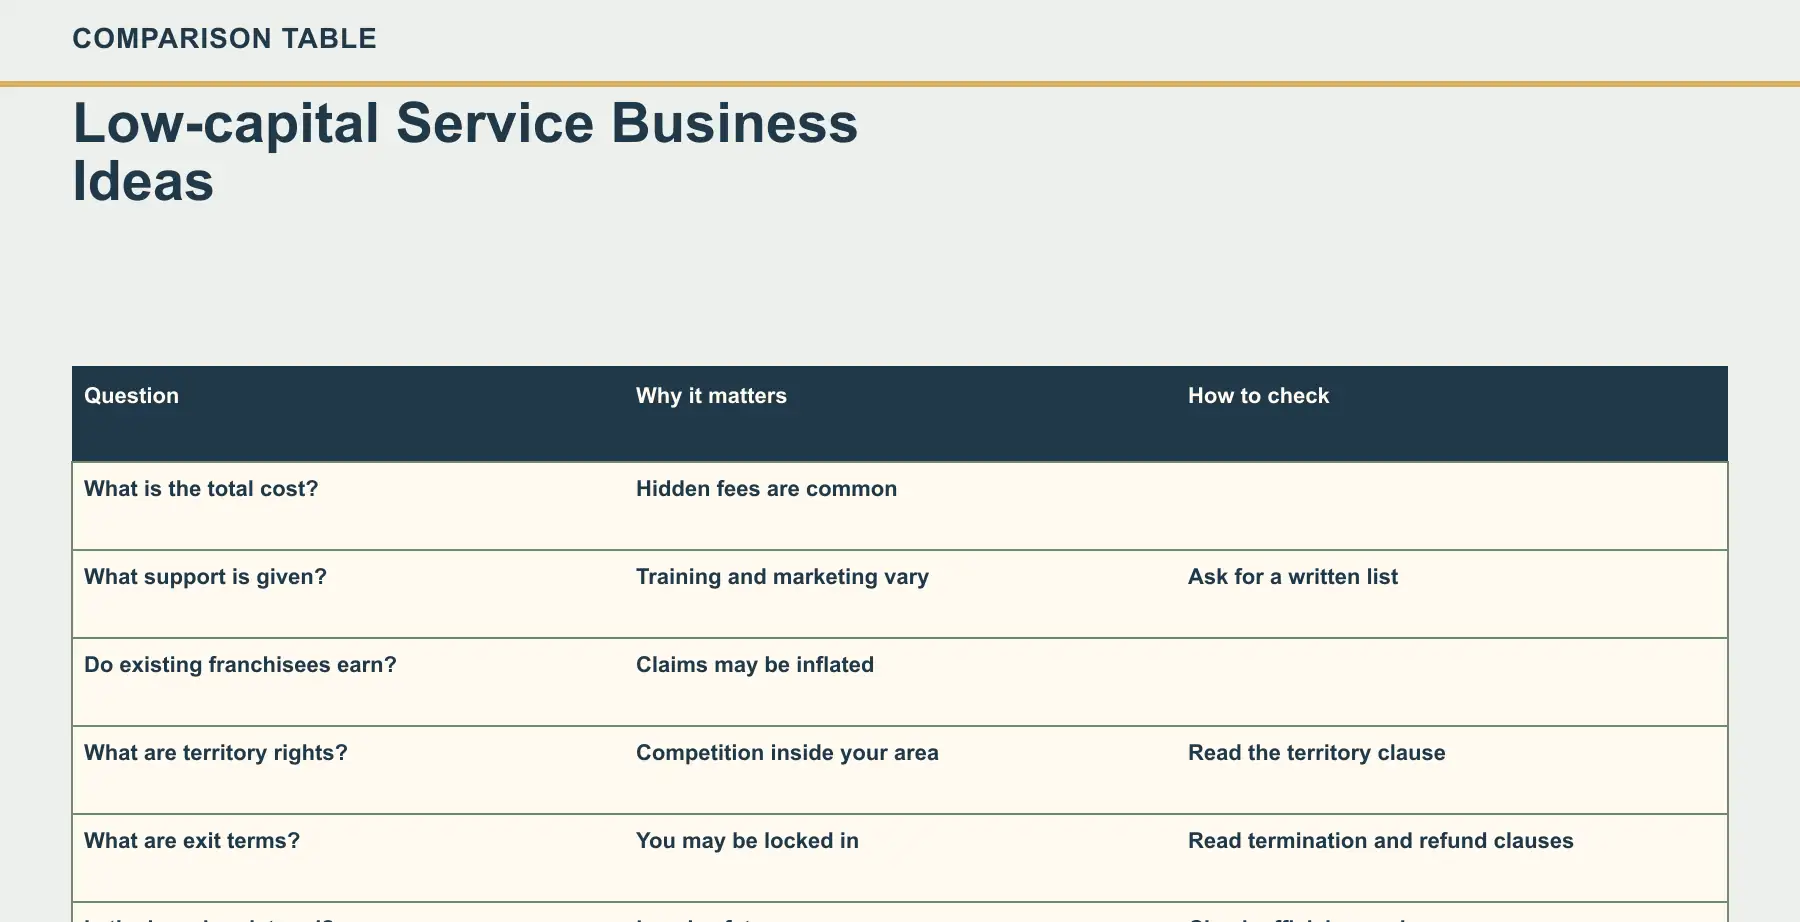 COMPARISON TABLE
Low-capital Service Business
Ideas
Question Why it matters How to check
What is the total cost? Hidden fees are common
What support is given? Training and marketing vary Ask for a written list
Do existing franchisees earn? Claims may be inflated
What are territory rights? Competition inside your area Read the territory clause
What are exit terms? You may be locked in Read termination and refund clauses